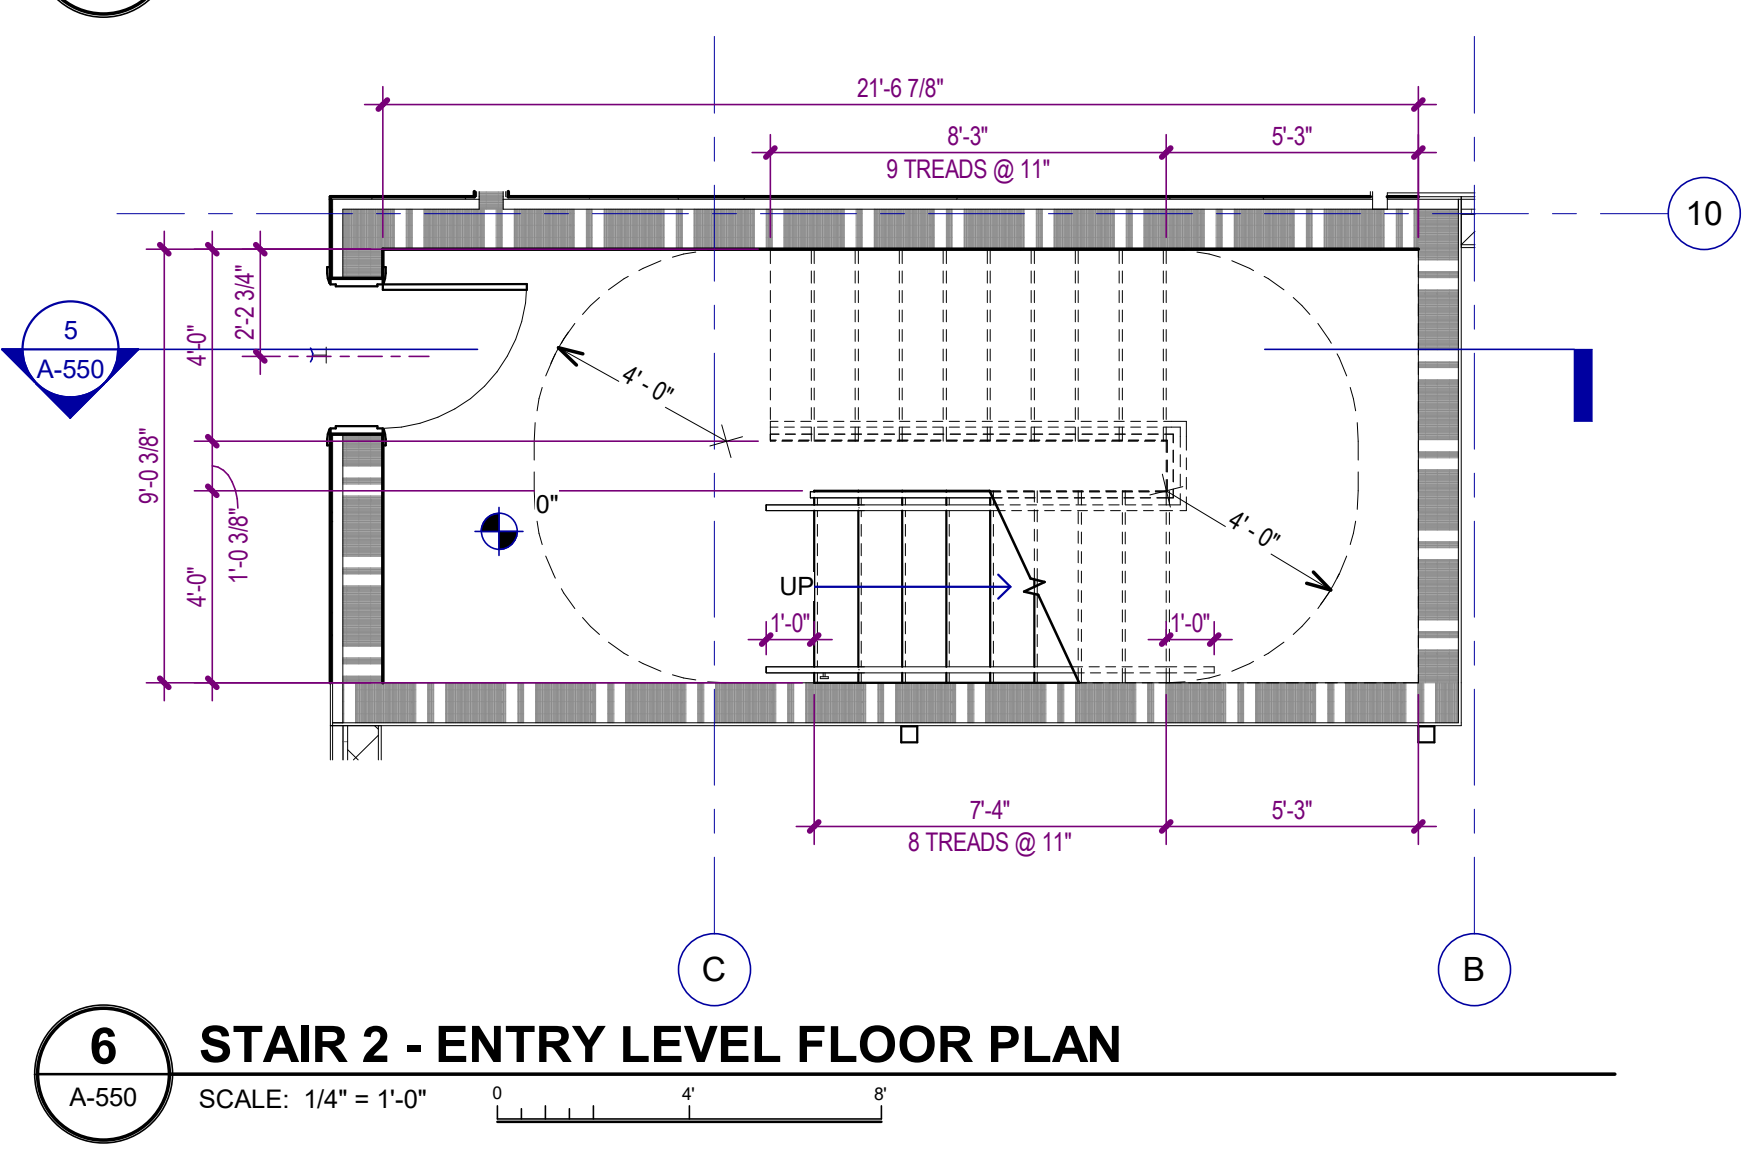 21'-6 7/8"
8'-3"
5'-3"
9 TREADS @ 11"
10
2'-2 3/4"
4'-0"
5
A-550
4'- 0"
9'-0 3/8"
1'-0 3/8"
0"
4'- 0"
4'-0"
UP
1'-0"
1'-0"
7'-4"
5'-3"
8 TREADS @ 11"
C
B
6
A-550
STAIR 2 - ENTRY LEVEL FLOOR PLAN
SCALE: 1/4" = 1'-0"
0
4'
8'